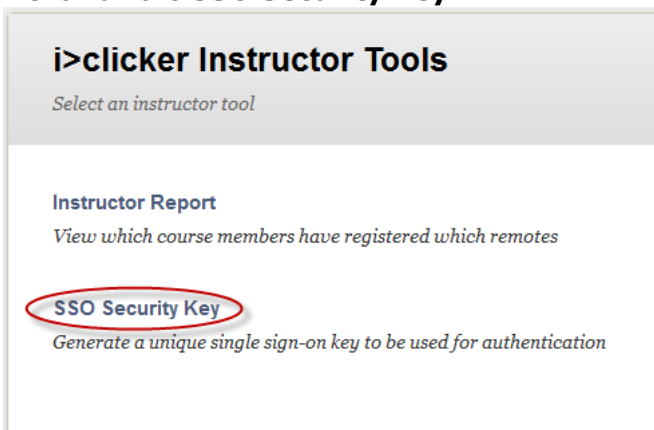 i>clicker Instructor Tools
Select an instructor tool
Instructor Report
View which course members have registered which remotes
SSO Security Key
Generate a unique single sign-on key to be used for authentication